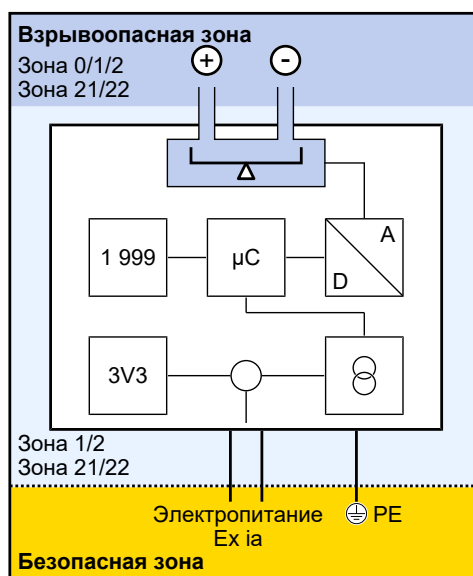 Взрывоопасная зона
Зона 0/1/2
Зона 21/22
+ -
A
1 999
µC
D
3V3
Зона 1/2
Зона 21/22
Электропитание
Ex ia
PE
Безопасная зона